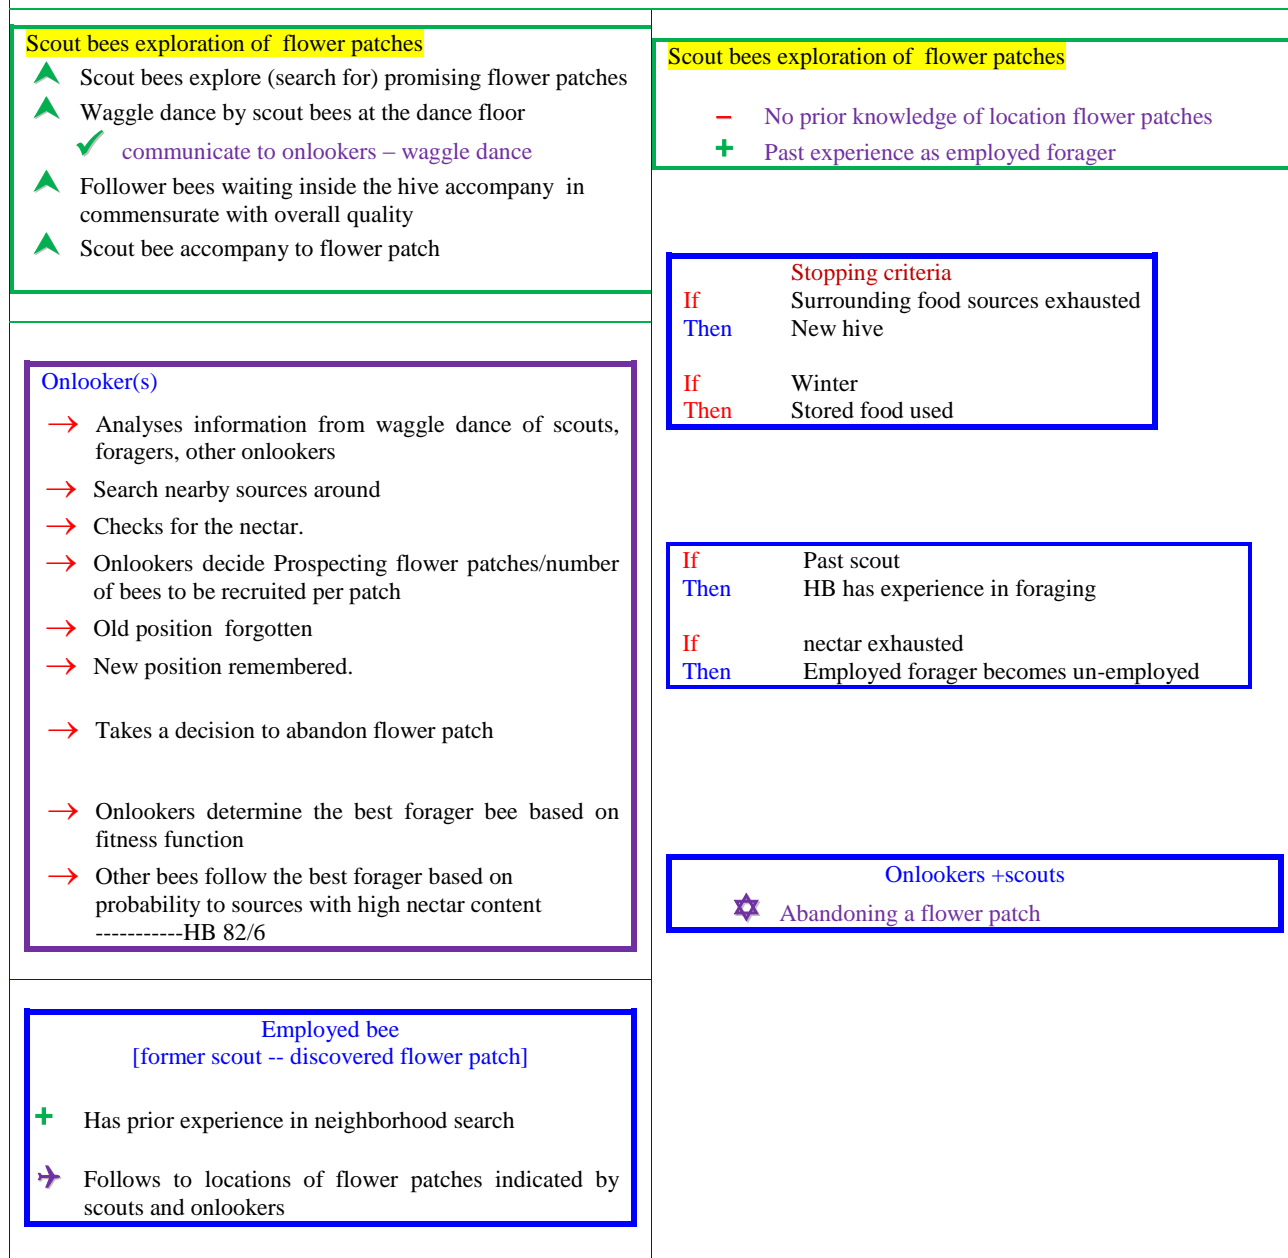 Scout bees exploration of  flower patches
Scout bees explore (search for) promising flower patches
Waggle dance by scout bees at the dance floor
communicate to onlookers – waggle dance
Follower bees waiting inside the hive accompany  in
commensurate with overall quality
Scout bee accompany to flower patch
Onlooker(s)
Analyses information from waggle dance of scouts,
foragers, other onlookers
Search nearby sources around
Checks for the nectar.
Onlookers decide Prospecting flower patches/number
of bees to be recruited per patch
Old position  forgotten
New position remembered.
Takes a decision to abandon flower patch
Onlookers determine the best forager bee based on
fitness function
Other bees follow the best forager based on
probability to sources with high nectar content
-----------HB 82/6
Employed bee
[former scout -- discovered flower patch]
+ Has prior experience in neighborhood search
Follows to locations of flower patches indicated by
scouts and onlookers
Scout bees exploration of  flower patches
– No prior knowledge of location flower patches
+ Past experience as employed forager
Stopping criteria
If Surrounding food sources exhausted
Then New hive
If Winter
Then Stored food used
If Past scout
Then HB has experience in foraging
If nectar exhausted
Then Employed forager becomes un-employed
Onlookers +scouts
Abandoning a flower patch